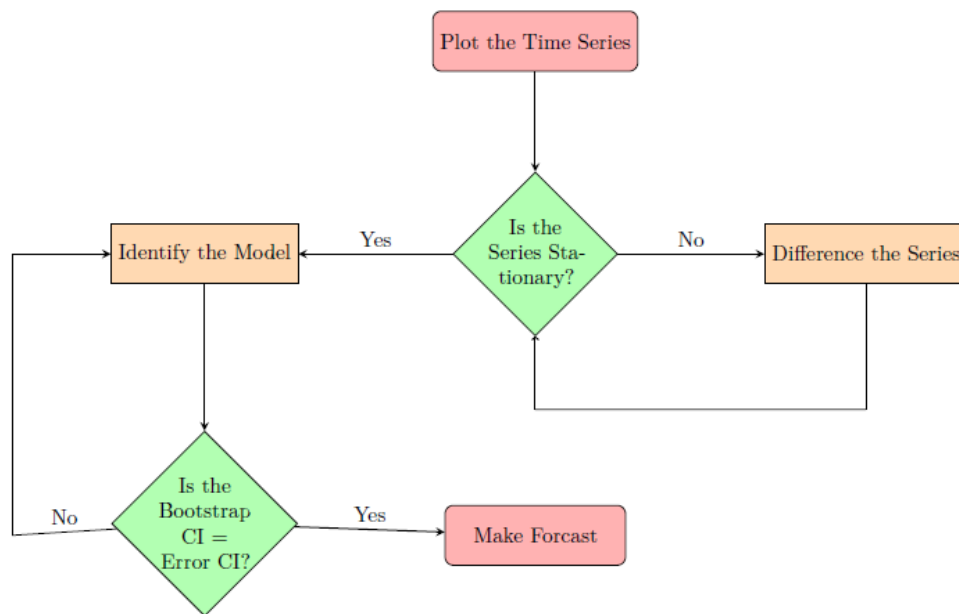 Plot the Time Series
Is the
Series Sta-
tionary?
Yes
No
Identify the Model
Difference the Series
Is the
Bootstrap
CI =
Error CI?
No
Yes
Make Forcast